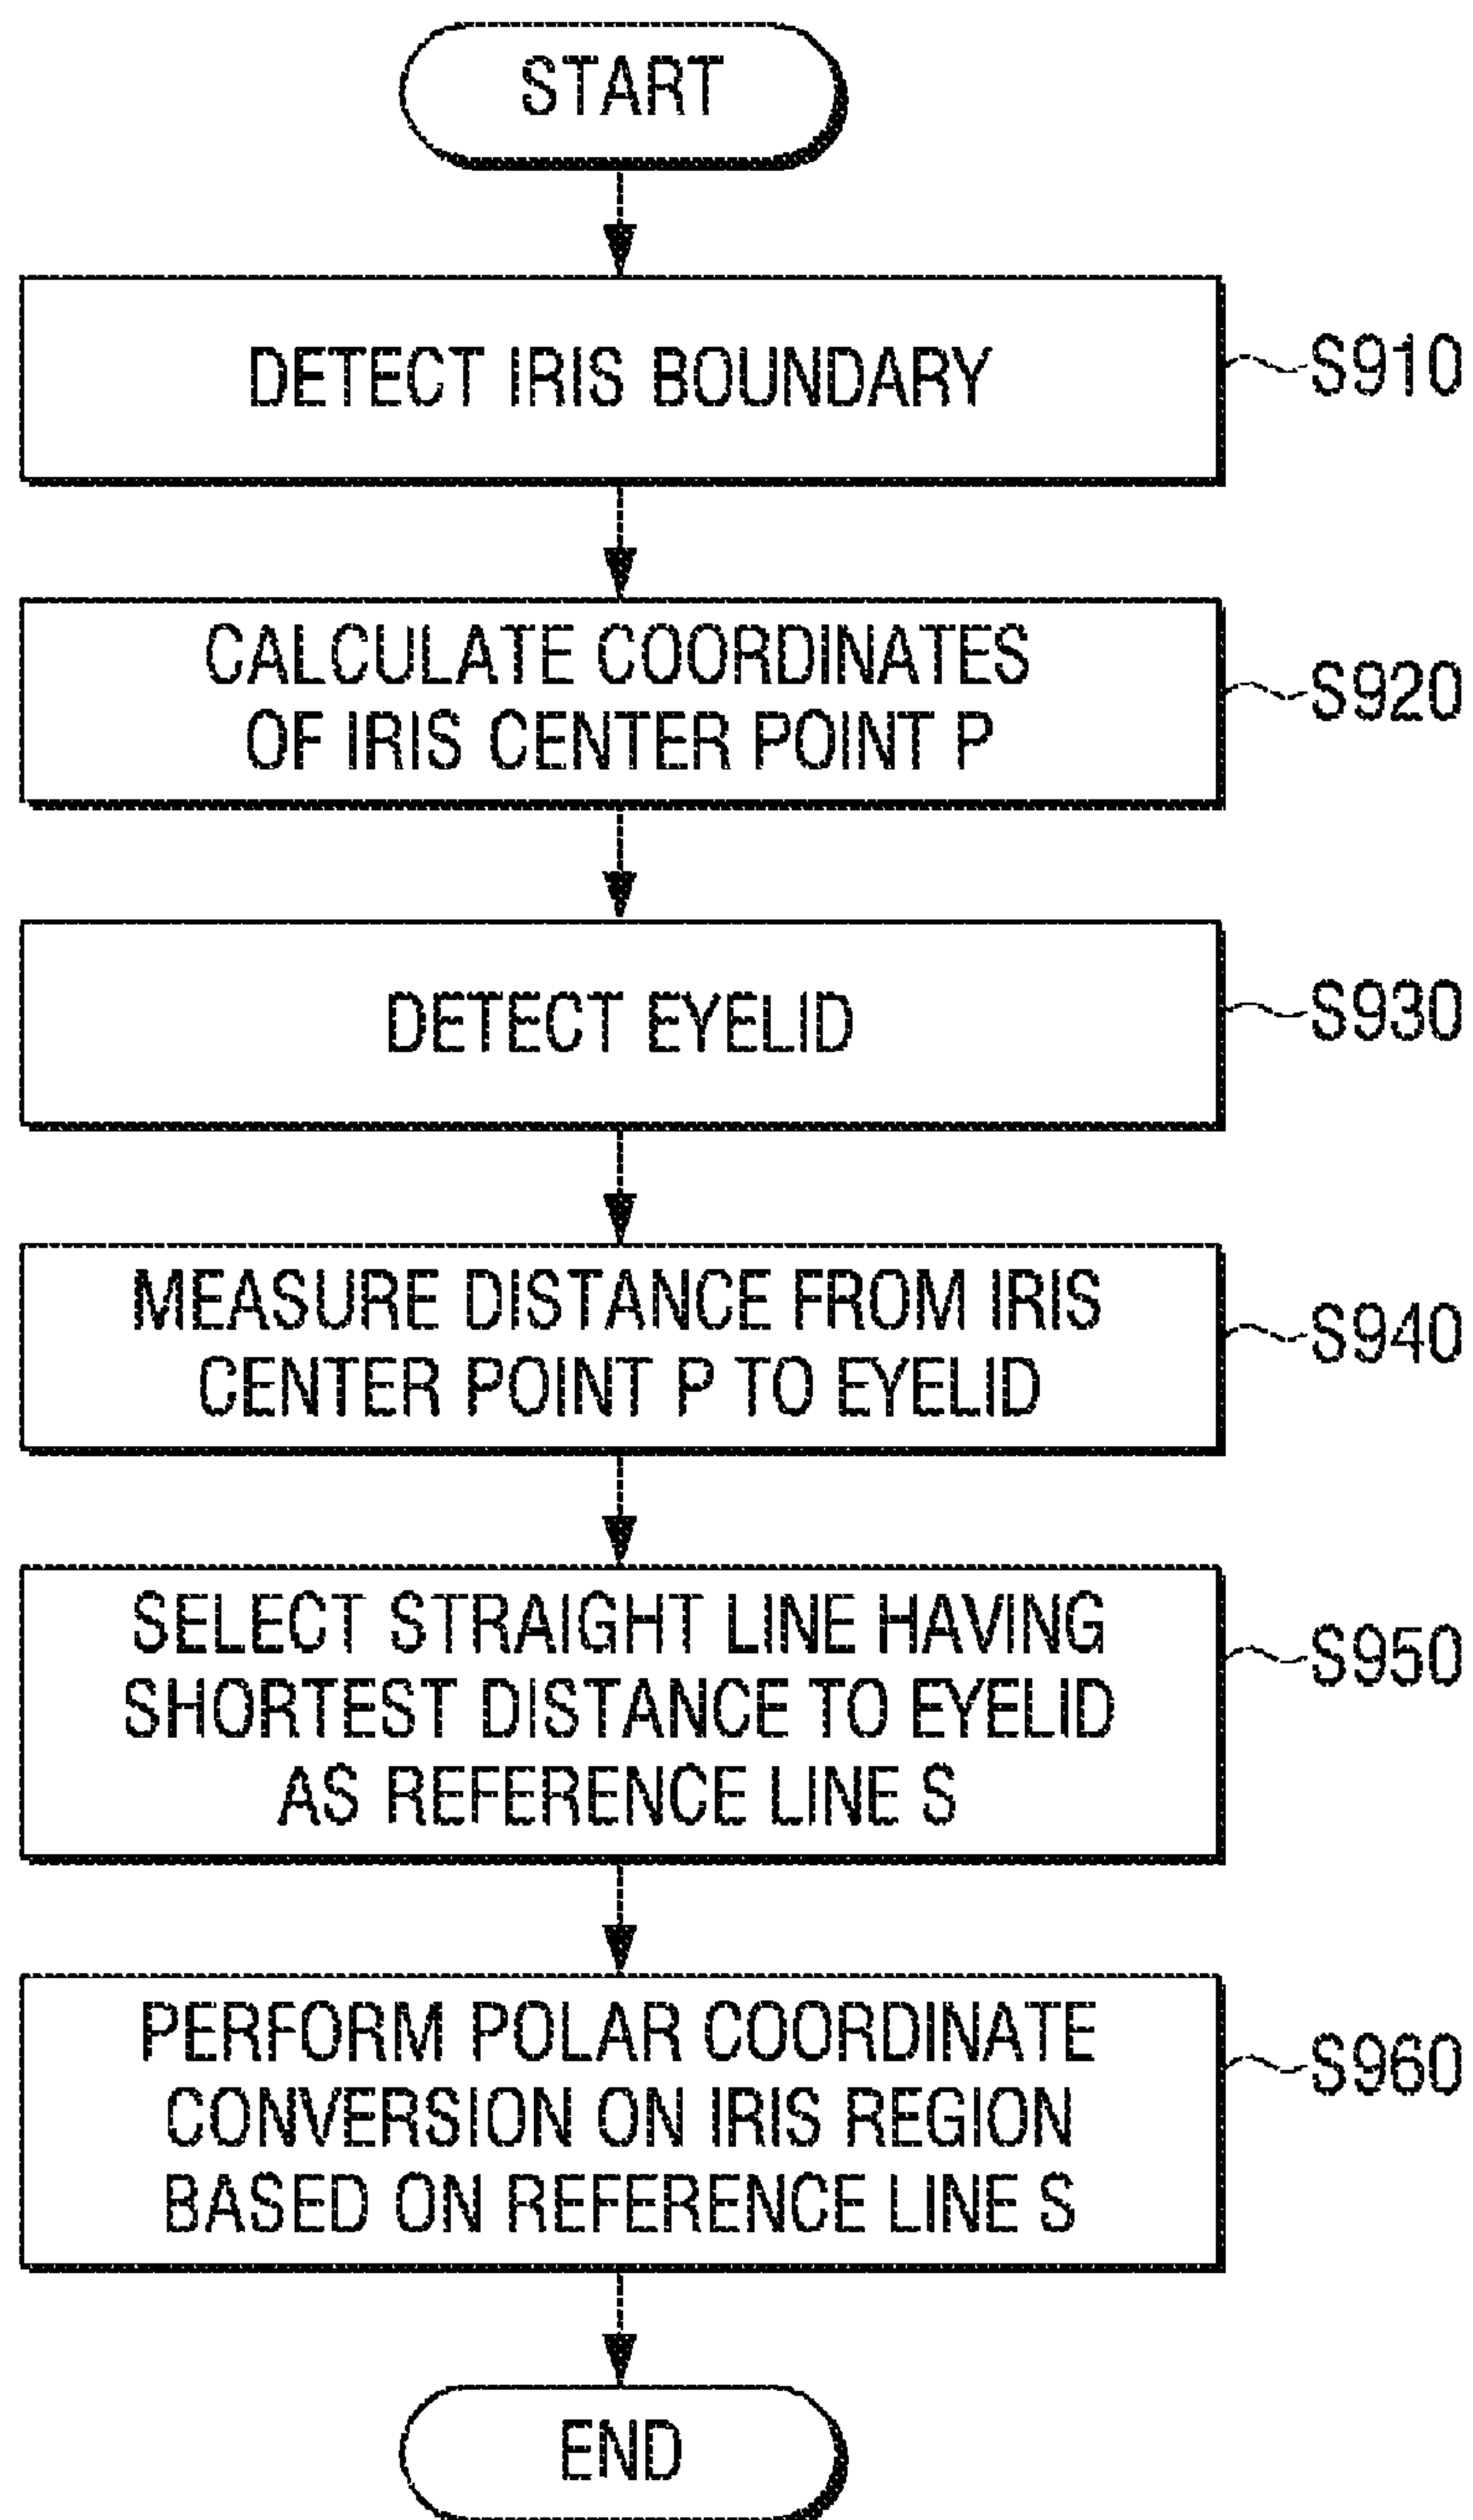 START
DETECT IRIS BOUNDARY
S910
CALCULATE COORDINATES
OF IRIS CENTER POINT P
S920
DETECT EYELID
S930
MEASURE DISTANCE FROM IRIS
CENTER POINT P TO EYELID
S940
SELECT STRAIGHT LINE HAVING
SHORTEST DISTANCE TO EYELID
AS REFERENCE LINE S
S950
PERFORM POLAR COORDINATE
CONVERSION ON IRIS REGION
BASED ON REFERENCE LINE S
S960
END